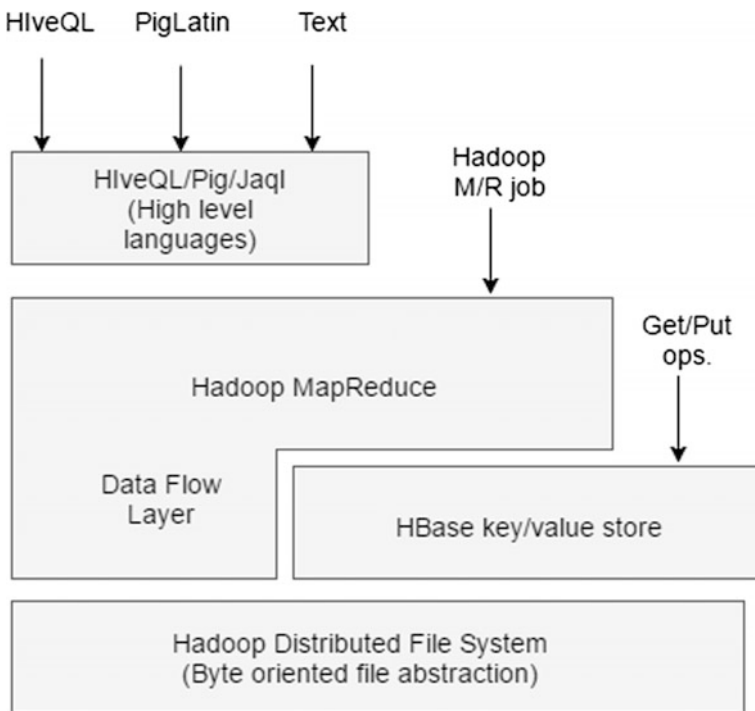 HIveQL PigLatin Text
HIveQL/Pig/Jaql
(High level
languages)
Hadoop
M/R job
Get/Put
ops.
Hadoop MapReduce
Data Flow
Layer
HBase key/value store
Hadoop Distributed File System
(Byte oriented file abstraction)